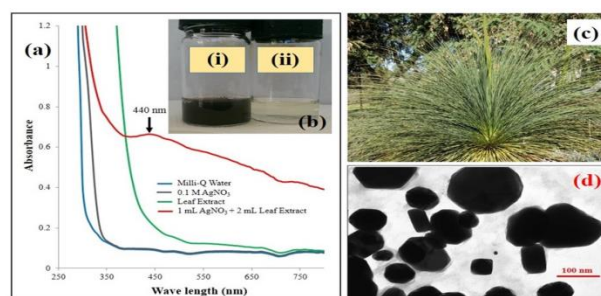 (a)
(i)
(ii)
(b)
440 nm
1.2
1
0.8
0.6
0.4
0.2
0
Absorbance
Milli-Q Water
0.1 M AgNO₃
Leaf Extract
1 mL AgNO₃ + 2 mL Leaf Extract
250
350
450
550
650
750
Wave length (nm)
(c)
(d)
100 nm